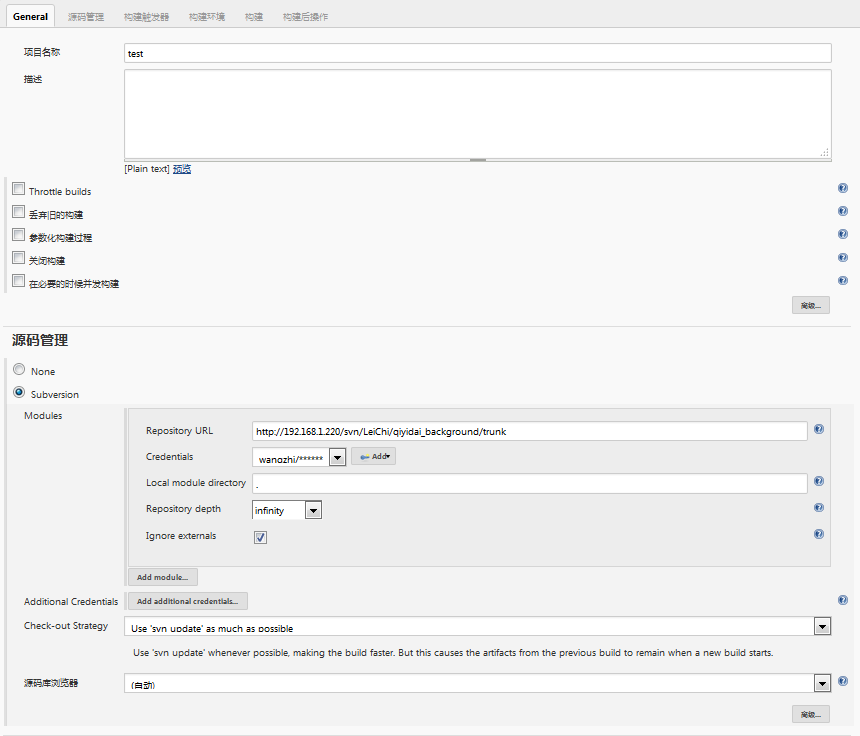 General 源码管理 构建触发器 构建环境 构建 构建后操作
项目名称 test
描述
[Plain text] 预览
Throttle builds
丢弃旧的构建
参数化构建过程
关闭构建
在必要的时候并发构建
高级...
源码管理
None
Subversion
Modules
Repository URL http://192.168.1.220/svn/LeiChi/qiyidai_background/trunk
Credentials wanozhi/****** Add
Local module directory .
Repository depth infinity
Ignore externals
Add module...
Additional Credentials Add additional credentials...
Check-out Strategy Use 'svn update' as much as possible
Use 'svn update' whenever possible, making the build faster. But this causes the artifacts from the previous build to remain when a new build starts.
源码库浏览器 (自动)
高级...